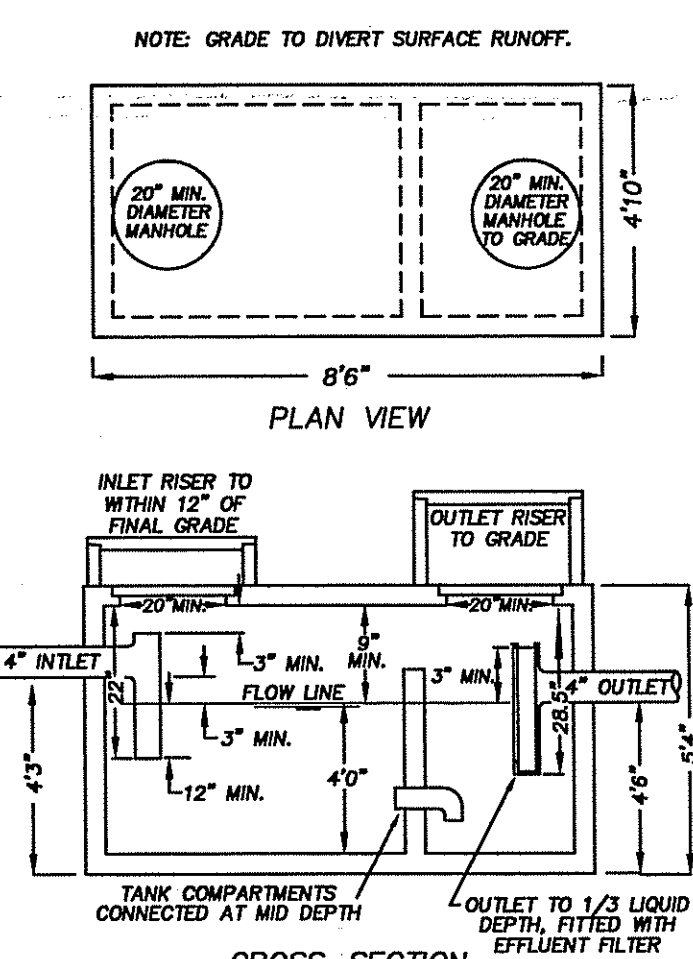 NOTE: GRADE TO DIVERT SURFACE RUNOFF.
20" MIN.
DIAMETER
MANHOLE
20" MIN.
DIAMETER
MANHOLE
TO GRADE
4'10"
8'6"
PLAN VIEW
INLET RISER TO
WITHIN 12" OF
FINAL GRADE
OUTLET RISER
TO GRADE
20"MIN.
20"MIN.
4" INTLET
22"
3" MIN.
9"
MIN.
3" MIN.
FLOW LINE
3" MIN.
12" MIN.
4'0"
28.5"
4" OUTLET
4'3"
4'6"
5'4"
TANK COMPARTMENTS
CONNECTED AT MID DEPTH
OUTLET TO 1/3 LIQUID
DEPTH, FITTED WITH
EFFLUENT FILTER
CROSS SECTION